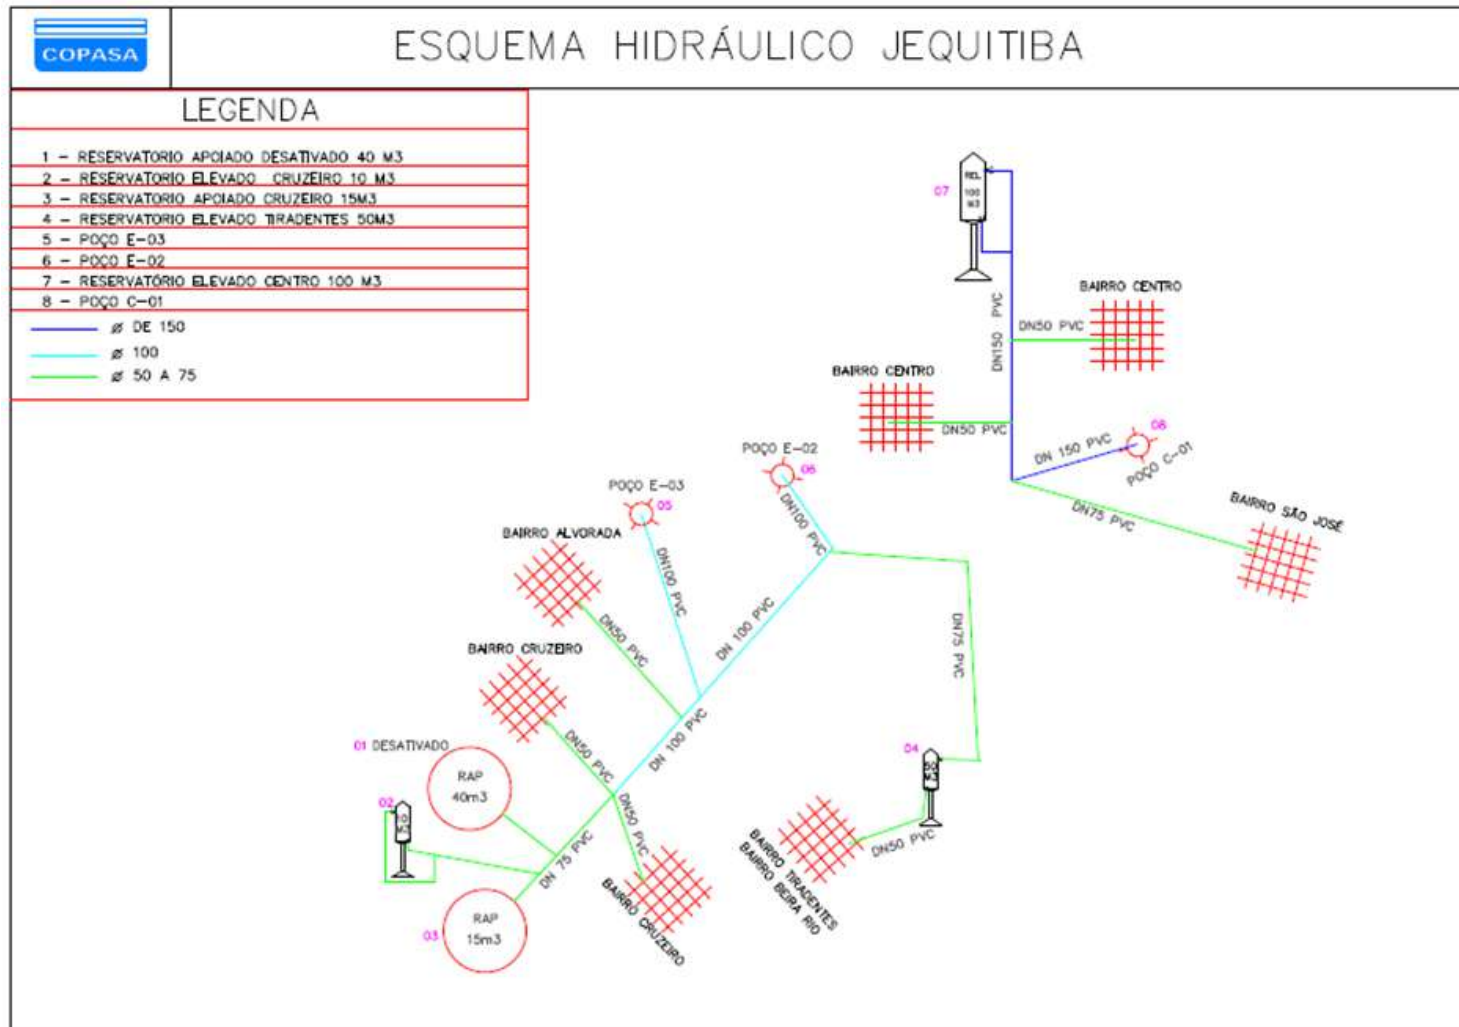 COPASA
ESQUEMA HIDRÁULICO JEQUITIBA
LEGENDA
1 - RESERVATORIO APOIADO DESATIVADO 40 M3
2 - RESERVATORIO ELEVADO CRUZEIRO 10 M3
3 - RESERVATORIO APOIADO CRUZEIRO 15M3
4 - RESERVATORIO ELEVADO TIRADENTES 50M3
5 - POÇO E-03
6 - POÇO E-02
7 - RESERVATÓRIO ELEVADO CENTRO 100 M3
8 - POÇO C-01
ø DE 150
ø 100
ø 50 A 75
07
REL
100
M3
BAIRRO CENTRO
DN50 PVC
DN150 PVC
BAIRRO CENTRO
DN50 PVC
08
DN 150 PVC
POÇO C-01
DN75 PVC
BAIRRO SÃO JOSÉ
POÇO E-02
06
DN100 PVC
POÇO E-03
05
DN100 PVC
BAIRRO ALVORADA
DN50 PVC
DN 100 PVC
DN75 PVC
BAIRRO CRUZEIRO
DN50 PVC
DN 100 PVC
01 DESATIVADO
RAP
40m3
02
10
M3
DN50 PVC
DN 75 PVC
BAIRRO CRUZEIRO
RAP
15m3
03
04
50
M3
DN50 PVC
BAIRRO TIRADENTES
BAIRRO BEIRA RIO